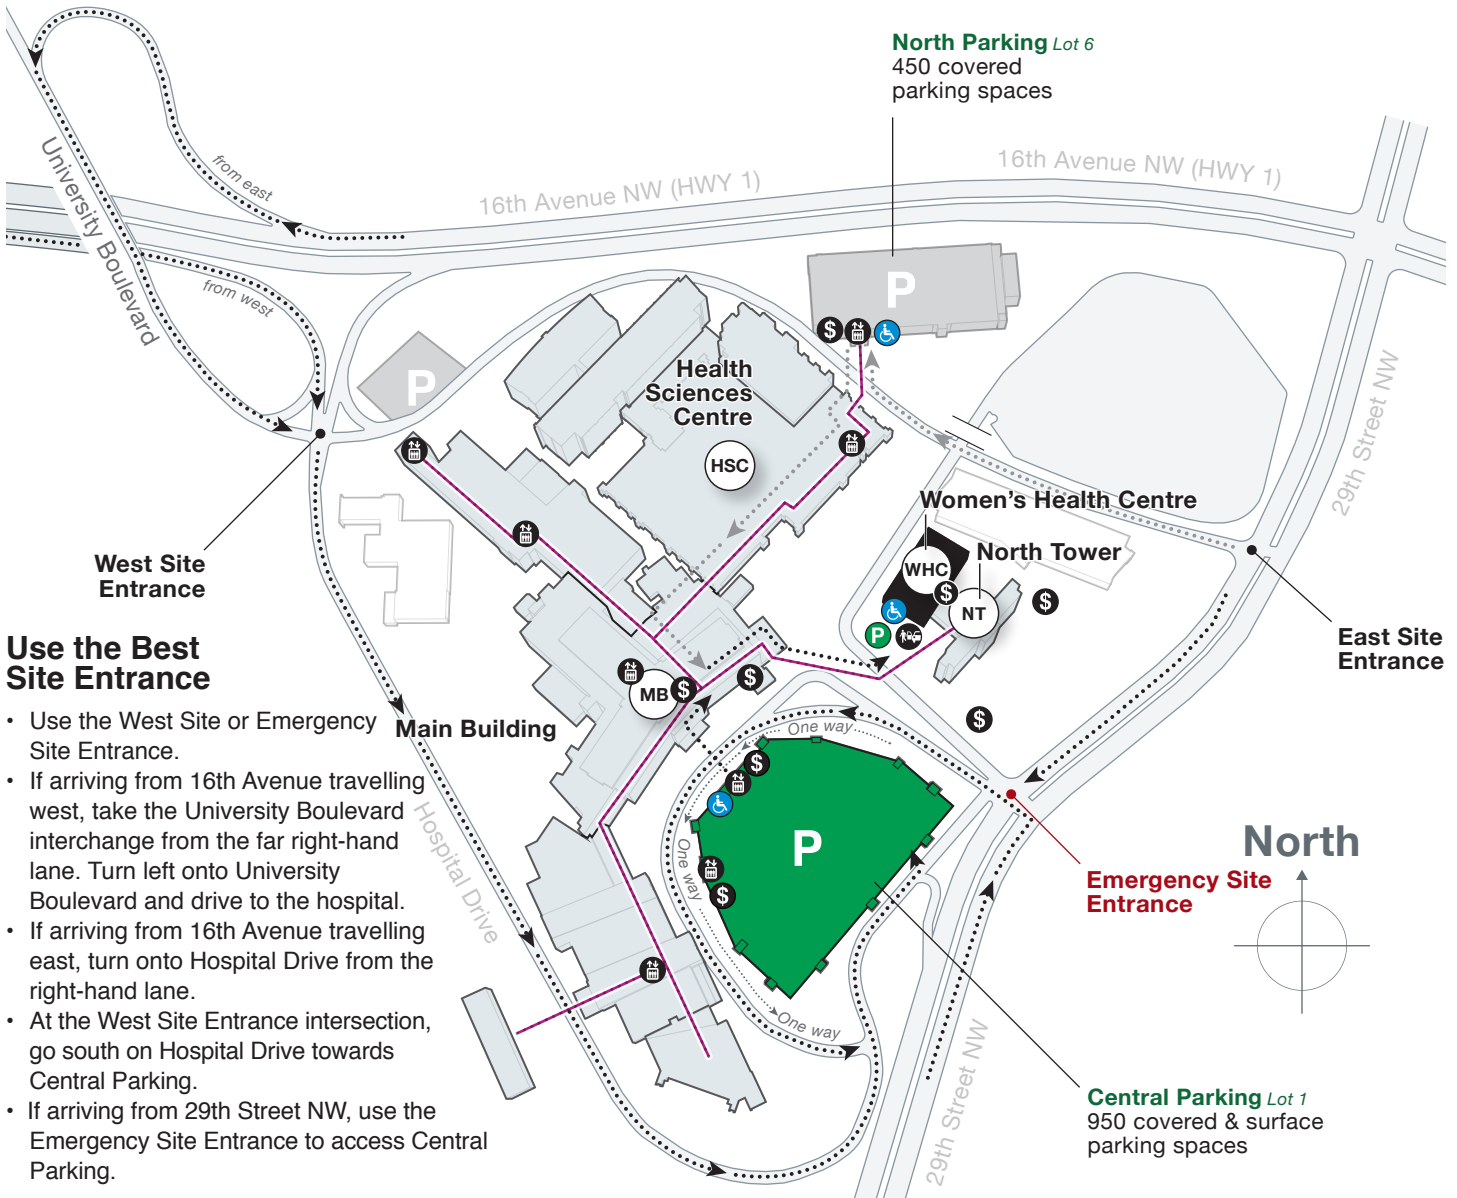 North Parking Lot 6
450 covered
parking spaces
16th Avenue NW (HWY 1)
16th Avenue NW (HWY 1)
University Boulevard
from east
from west
P
P
$
Health
Sciences
Centre
HSC
29th Street NW
Women's Health Centre
North Tower
WHC
$
NT
$
P
West Site
Entrance
East Site
Entrance
Use the Best
Site Entrance
• Use the West Site or Emergency
Site Entrance.
• If arriving from 16th Avenue travelling
west, take the University Boulevard
interchange from the far right-hand
lane. Turn left onto University
Boulevard and drive to the hospital.
• If arriving from 16th Avenue travelling
east, turn onto Hospital Drive from the
right-hand lane.
• At the West Site Entrance intersection,
go south on Hospital Drive towards
Central Parking.
• If arriving from 29th Street NW, use the
Emergency Site Entrance to access Central
Parking.
MB
$
$
$
Main Building
Hospital Drive
One way
$
P
One way
$
One way
North
Emergency Site
Entrance
29th Street NW
Central Parking Lot 1
950 covered & surface
parking spaces